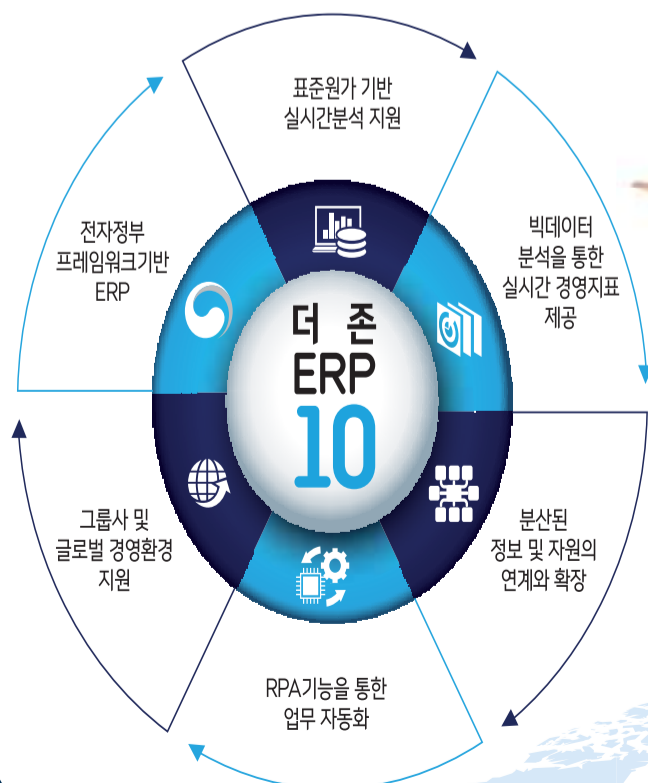 표준원가 기반
실시간분석 지원
빅데이터
분석을 통한
실시간 경영지표
제공
분산된
정보 및 자원의
연계와 확장
RPA기능을 통한
업무 자동화
그룹사 및
글로벌 경영환경
지원
전자정부
프레임워크기반
ERP
더 존
ERP
10